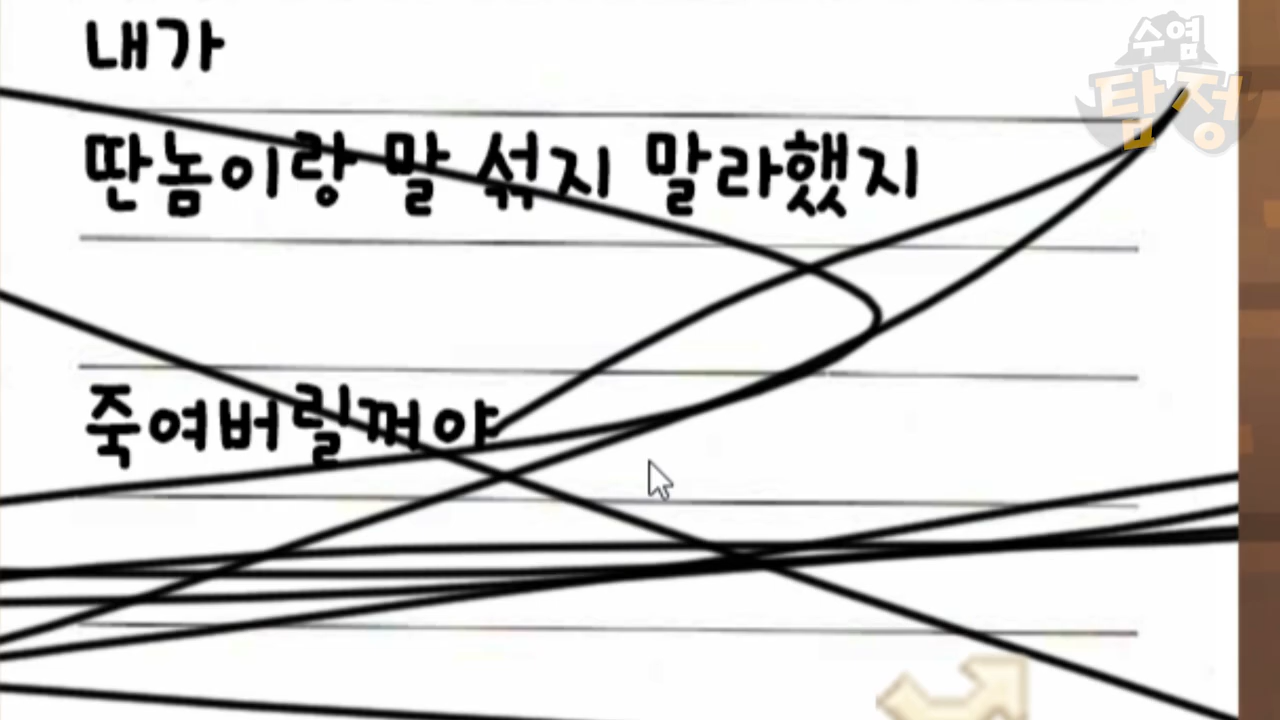 수염
탐정
내가
딴놈이랑 말 섞지 말라했지
죽여버릴꺼야